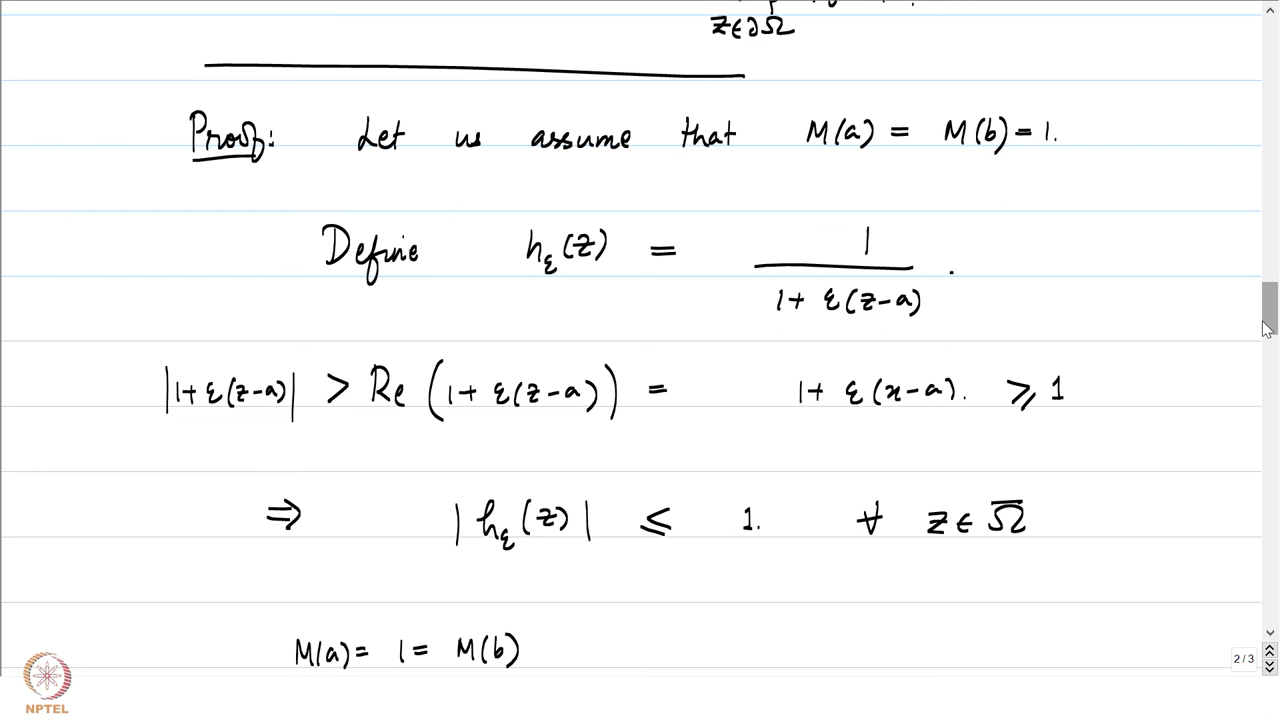 z∈∂Ω
Proof: Let us assume that M(a) = M(b) = 1.
Define h_ε(z) = 1 / (1 + ε(z-a)) .
|1+ε(z-a)| > Re (1+ ε(z-a)) = 1+ ε(x-a). ⩾ 1
⇒ |h_ε(z)| ≤ 1. ∀ z ∈ Ω̅
M(a) = 1 = M(b)
2 / 3
NPTEL